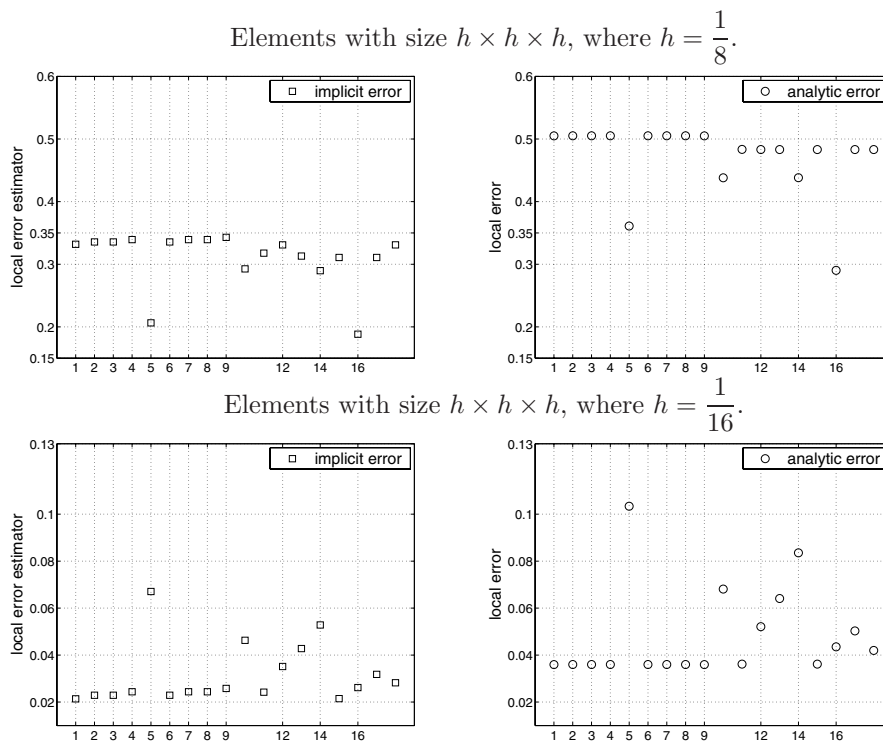 Elements with size h × h × h, where h = 1/8.
implicit error
local error estimator
0.6
0.5
0.4
0.35
0.3
0.2
0.15
1 2 3 4 5 6 7 8 9 12 14 16
analytic error
local error
0.6
0.5
0.4
0.35
0.3
0.2
0.15
1 2 3 4 5 6 7 8 9 12 14 16
Elements with size h × h × h, where h = 1/16.
implicit error
local error estimator
0.13
0.1
0.08
0.06
0.04
0.02
1 2 3 4 5 6 7 8 9 12 14 16
analytic error
local error
0.13
0.1
0.08
0.06
0.04
0.02
1 2 3 4 5 6 7 8 9 12 14 16